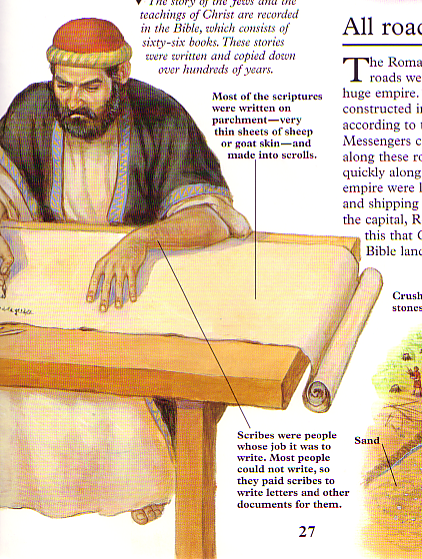 ▼ The story of the Jews and the
teachings of Christ are recorded
in the Bible, which consists of
sixty-six books. These stories
were written and copied down
over hundreds of years.
Most of the scriptures
were written on
parchment—very
thin sheets of sheep
or goat skin—and
made into scrolls.
Scribes were people
whose job it was to
write. Most people
could not write, so
they paid scribes to
write letters and other
documents for them.
27
All road
The Roma
roads we
huge empire.
constructed in
according to t
Messengers c
along these ro
quickly along
empire were l
and shipping
the capital, R
this that C
Bible land
Crush
stones
Sand